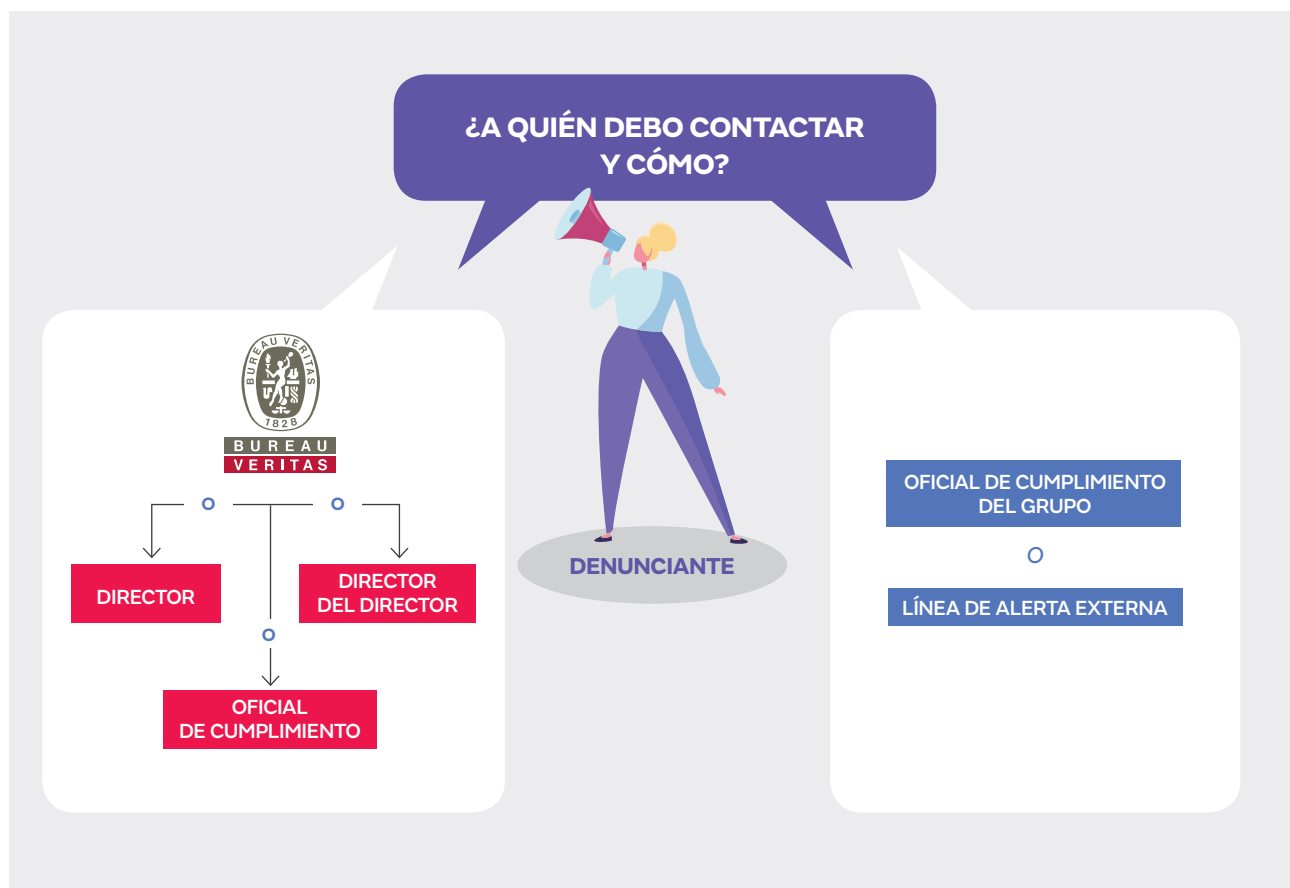 ¿A QUIÉN DEBO CONTACTAR
Y CÓMO?
BUREAU VERITAS
1828
BUREAU
VERITAS
O
O
DIRECTOR
DIRECTOR
DEL DIRECTOR
O
OFICIAL
DE CUMPLIMIENTO
DENUNCIANTE
OFICIAL DE CUMPLIMIENTO
DEL GRUPO
O
LÍNEA DE ALERTA EXTERNA